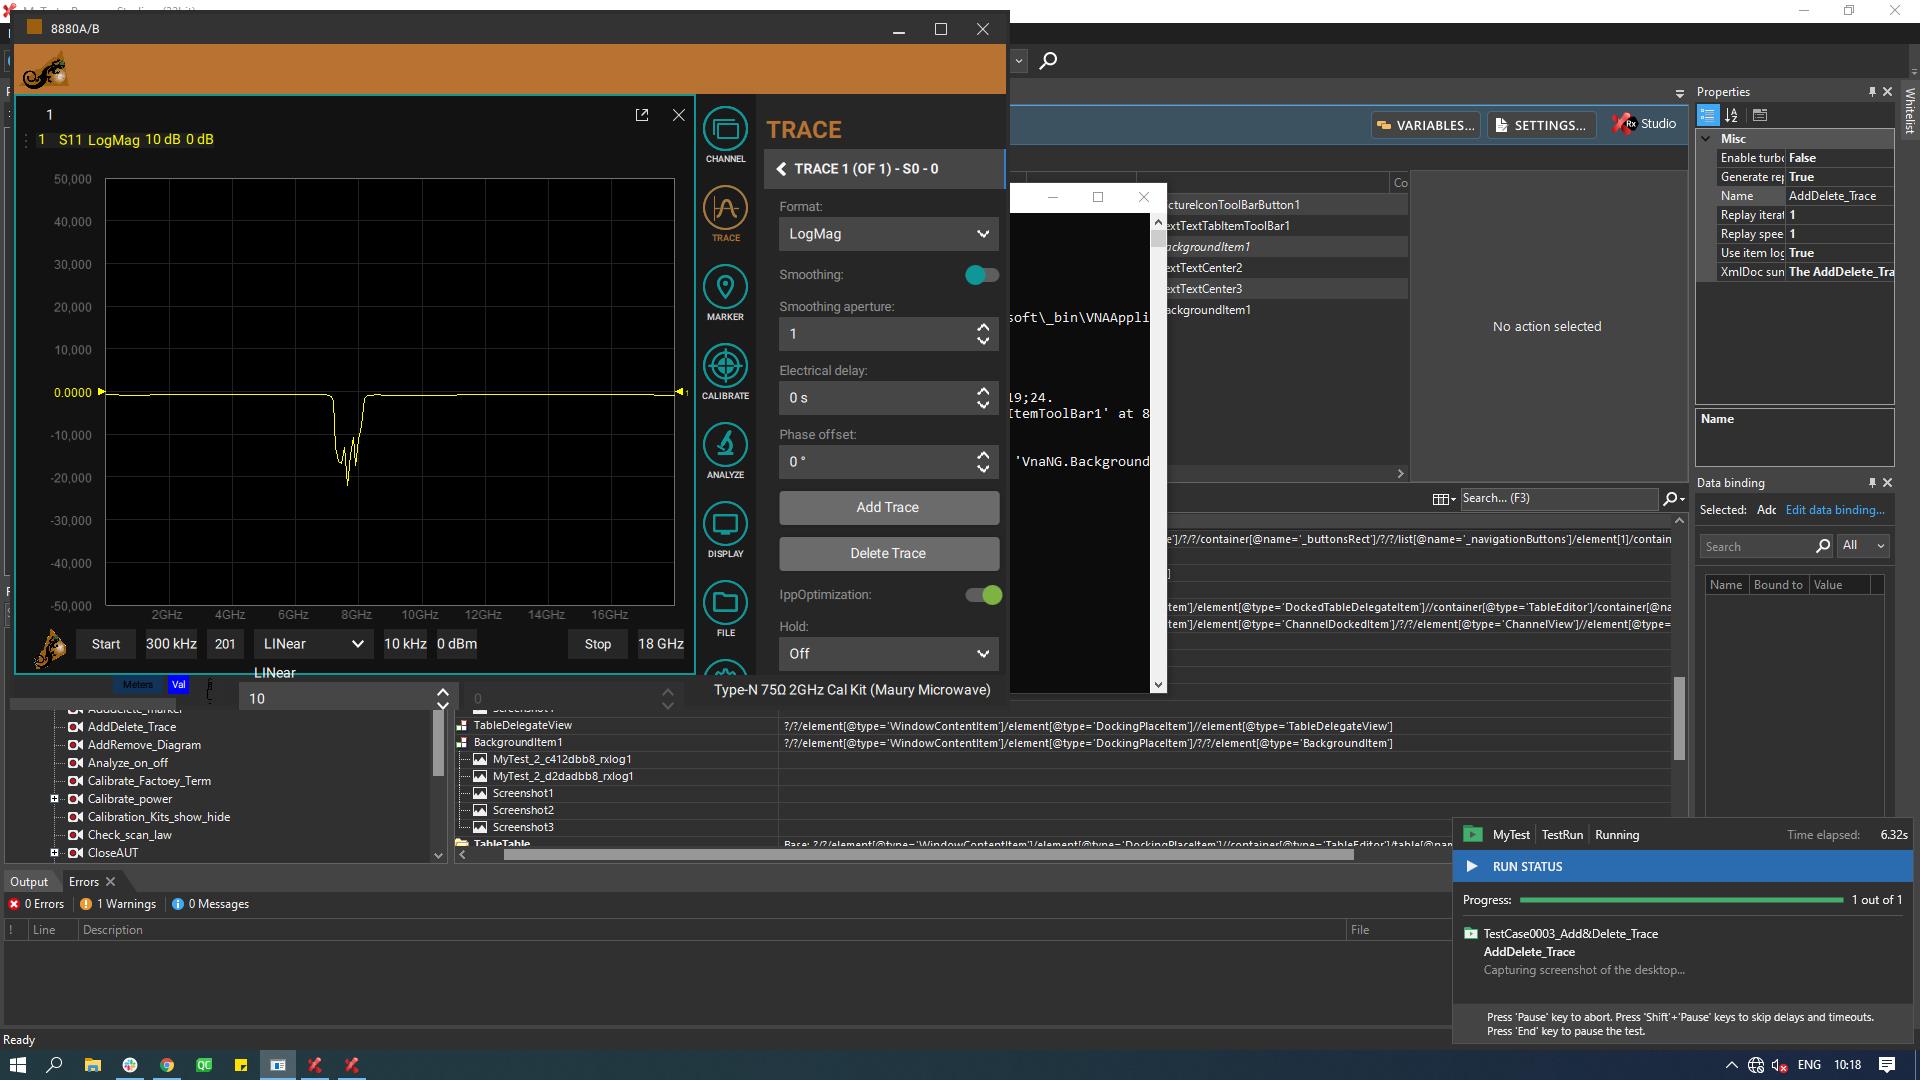 8880A/B
1
1 S11 LogMag 10 dB 0 dB
50,000
40,000
30,000
20,000
10,000
0.0000
-10,000
-20,000
-30,000
-40,000
-50,000
2GHz 4GHz 6GHz 8GHz 10GHz 12GHz 14GHz 16GHz
1
Start 300 kHz 201 LINear 10 kHz 0 dBm Stop 18 GHz
LINear
CHANNEL
TRACE
MARKER
CALIBRATE
ANALYZE
DISPLAY
FILE
TRACE
TRACE 1 (OF 1) - S0 - 0
Format:
LogMag
Smoothing:
Smoothing aperture:
1
Electrical delay:
0 s
Phase offset:
0 °
Add Trace
Delete Trace
IppOptimization:
Hold:
Off
Meters Val 10 0 Type-N 75Ω 2GHz Cal Kit (Maury Microwave)
VARIABLES... SETTINGS... Rx Studio
Co
ctureIconToolBarButton1
extTextTabItemToolBar1
ackgroundItem1
extTextCenter2
extTextCenter3
ackgroundItem1
No action selected
soft\_bin\VNAAppli
19;24.
ItemToolBar1' at 8
'VnaNG.Background
Search... (F3)
e']/?/?/container[@name='_buttonsRect']/?/?/list[@name='_navigationButtons']/element[1]/contain
]
tem']/element[@type='DockedTableDelegateItem']//container[@type='TableEditor']/container[@na
tem']/element[@type='ChannelDockedItem']/?/?/element[@type='ChannelView']//element[@type=
TableDelegateView ?/?/element[@type='WindowContentItem']/element[@type='DockingPlaceItem']//element[@type='TableDelegateView']
BackgroundItem1 ?/?/element[@type='WindowContentItem']/element[@type='DockingPlaceItem']/?/?/element[@type='BackgroundItem']
MyTest_2_c412dbb8_rxlog1
MyTest_2_d2dadbb8_rxlog1
Screenshot1
Screenshot2
Screenshot3
TableTable
AddDelete_Trace
AddRemove_Diagram
Analyze_on_off
Calibrate_Factoey_Term
Calibrate_power
Calibration_Kits_show_hide
Check_scan_law
CloseAUT
Properties
Whitelist
Misc
Enable turb False
Generate re True
Name AddDelete_Trace
Replay iterat 1
Replay spee 1
Use item log True
XmlDoc sun The AddDelete_Tra
Name
Data binding
Selected: Adc Edit data binding...
Search All
Name Bound to Value
MyTest TestRun Running Time elapsed: 6.32s
RUN STATUS
Progress: 1 out of 1
TestCase0003_Add&Delete_Trace
AddDelete_Trace
Capturing screenshot of the desktop...
Press 'Pause' key to abort. Press 'Shift'+'Pause' keys to skip delays and timeouts.
Press 'End' key to pause the test.
Output Errors
0 Errors 1 Warnings 0 Messages
! Line Description File
Ready
QC
ENG 10:18